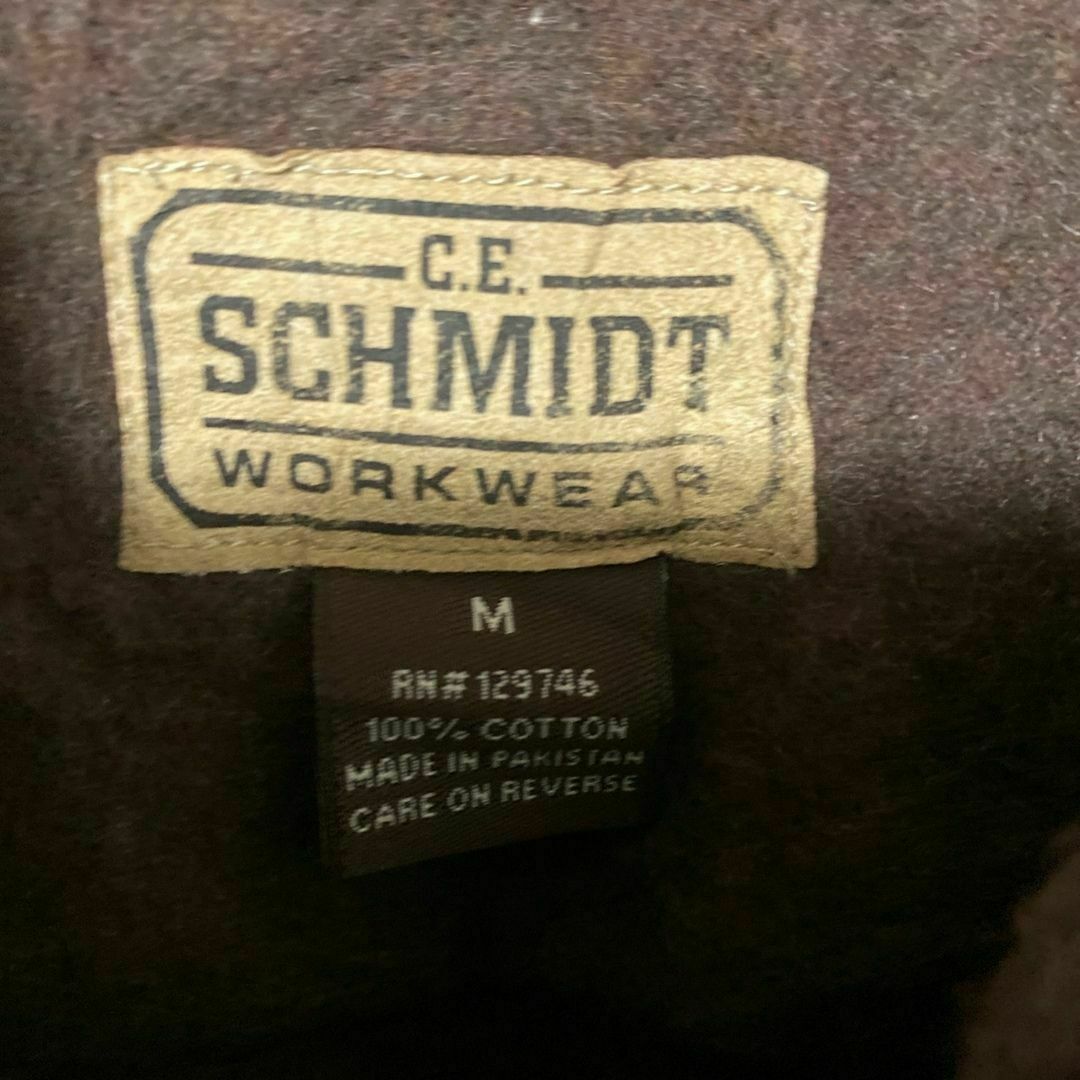 C.E.
SCHMIDT
WORKWEAR
M
RN# 129746
100% COTTON
MADE IN PAKISTAN
CARE ON REVERSE